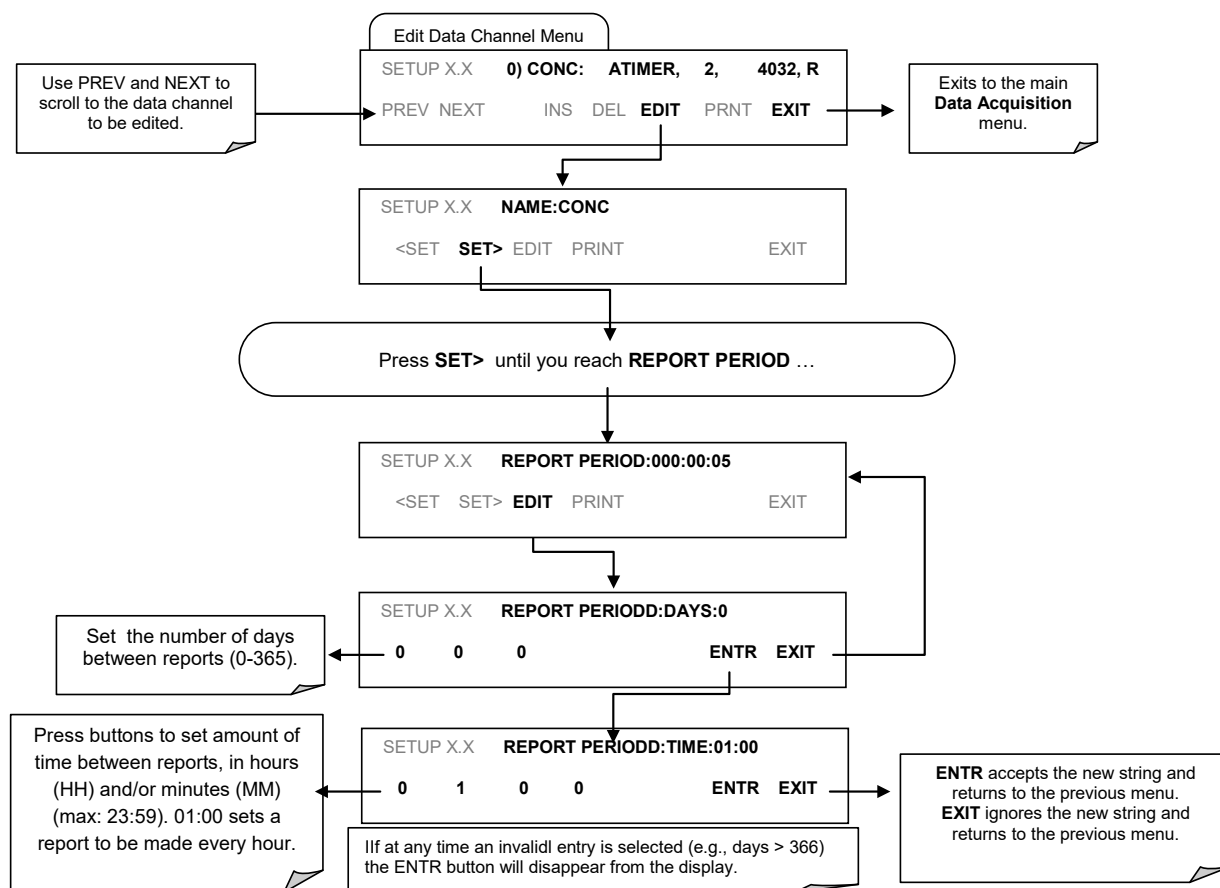 Edit Data Channel Menu
Use PREV and NEXT to
scroll to the data channel
to be edited.
SETUP X.X 0) CONC: ATIMER, 2, 4032, R
PREV NEXT INS DEL EDIT PRNT EXIT
Exits to the main
Data Acquisition
menu.
SETUP X.X NAME:CONC
<SET SET> EDIT PRINT EXIT
Press SET> until you reach REPORT PERIOD …
SETUP X.X REPORT PERIOD:000:00:05
<SET SET> EDIT PRINT EXIT
SETUP X.X REPORT PERIODD:DAYS:0
0 0 0 ENTR EXIT
Set the number of days
between reports (0-365).
Press buttons to set amount of
time between reports, in hours
(HH) and/or minutes (MM)
(max: 23:59). 01:00 sets a
report to be made every hour.
SETUP X.X REPORT PERIODD:TIME:01:00
0 1 0 0 ENTR EXIT
ENTR accepts the new string and
returns to the previous menu.
EXIT ignores the new string and
returns to the previous menu.
IIf at any time an invalidl entry is selected (e.g., days > 366)
the ENTR button will disappear from the display.